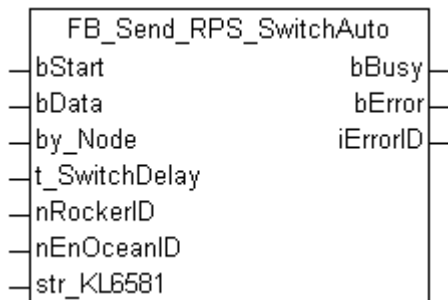 FB_Send_RPS_SwitchAuto
bStart bBusy
bData bError
by_Node iErrorID
t_SwitchDelay
nRockerID
nEnOceanID
str_KL6581